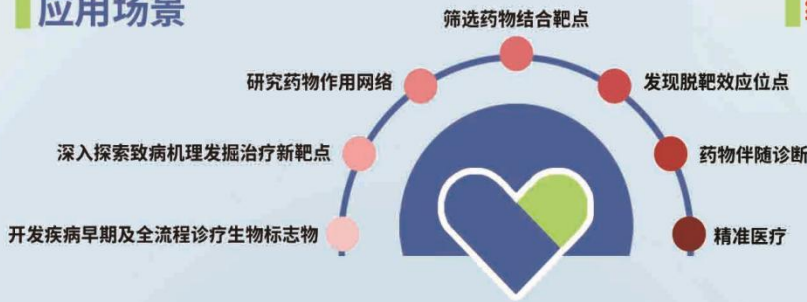 应用场景
筛选药物结合靶点
研究药物作用网络
发现脱靶效应位点
深入探索致病机理发掘治疗新靶点
药物伴随诊断
开发疾病早期及全流程诊疗生物标志物
精准医疗